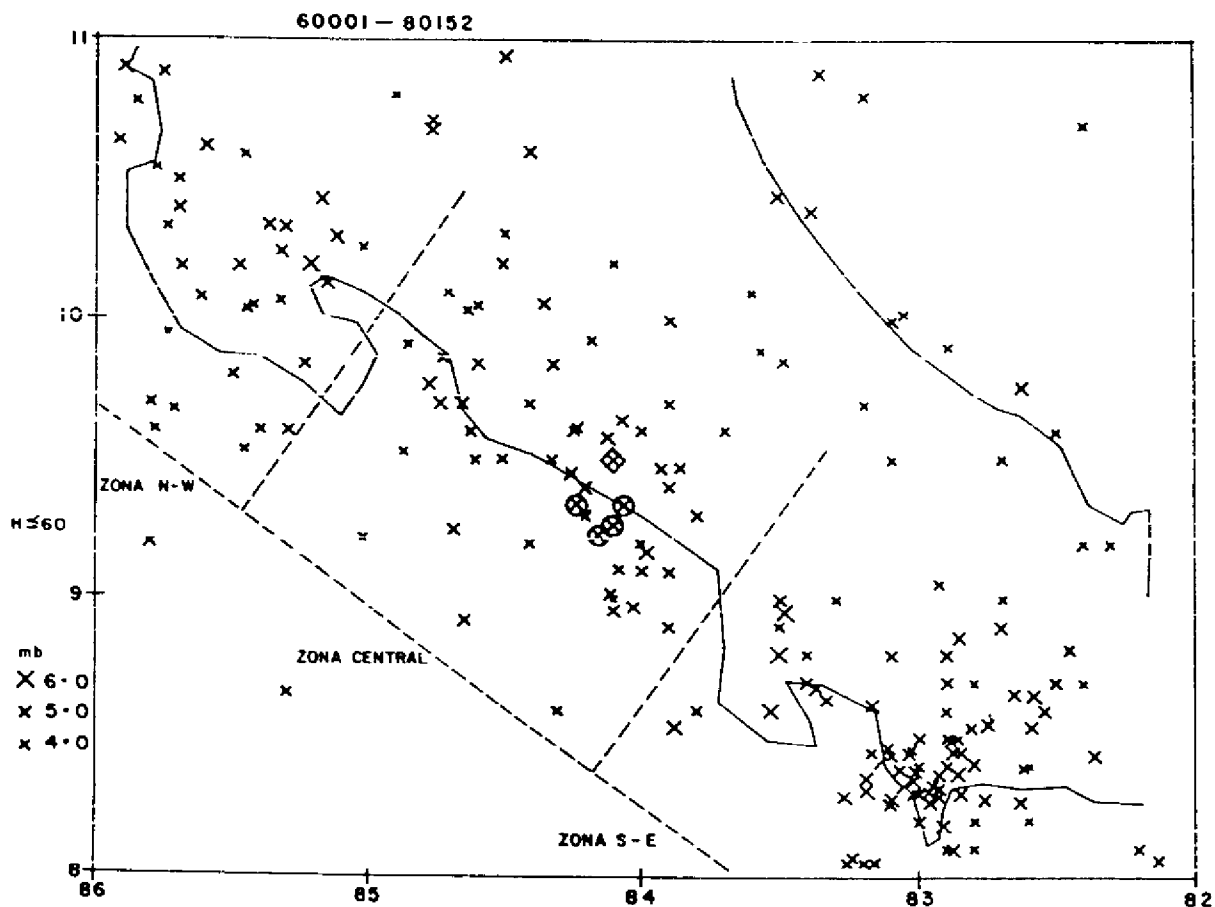 60001 – 80152
11
10
ZONA N-W
H≤60
9
mb
6·0
ZONA CENTRAL
5·0
4·0
ZONA S-E
8
86
85
84
83
82